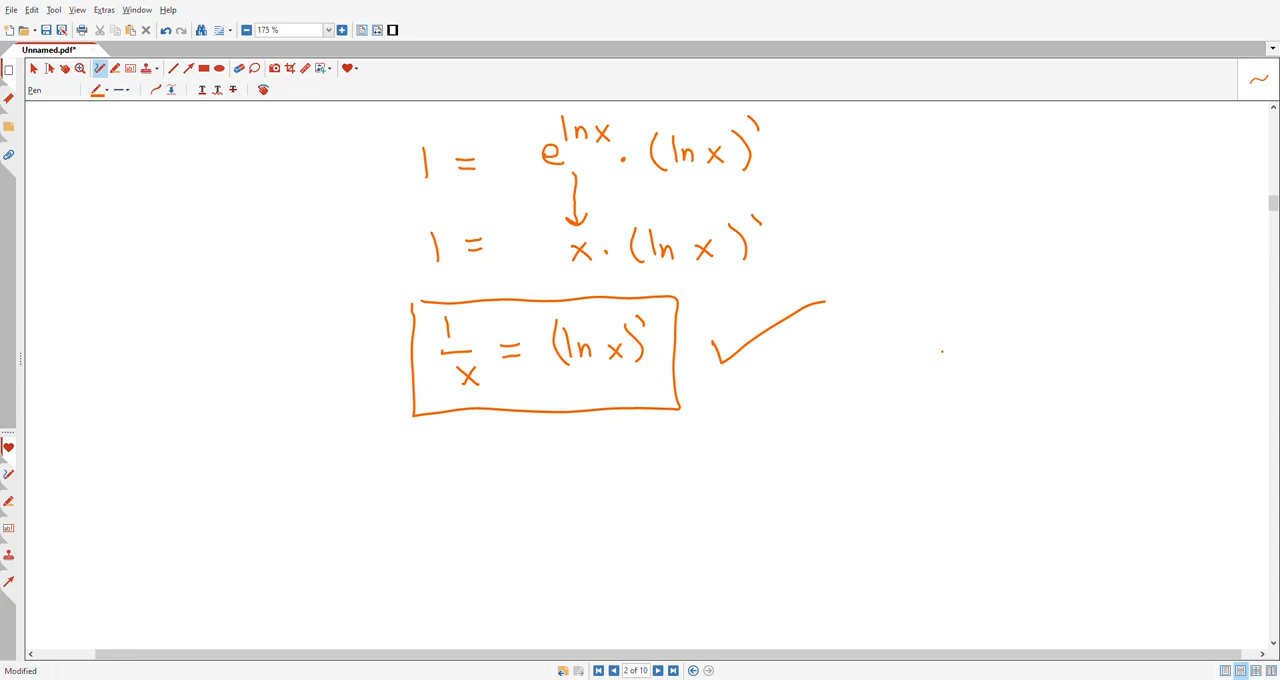 File Edit Tool View Extras Window Help
175 %
Unnamed.pdf*
Pen
1 = e^{ln x} · (ln x)'
1 = x · (ln x)'
1/x = (ln x)' ✓
Modified
2 of 10